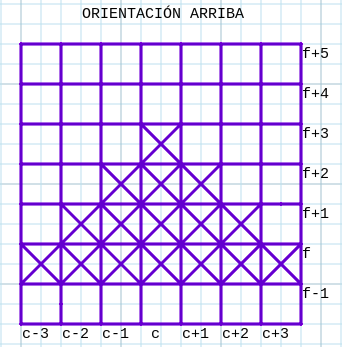 ORIENTACIÓN ARRIBA
f+5
f+4
f+3
f+2
f+1
f
f-1
c-3 c-2 c-1 c c+1 c+2 c+3